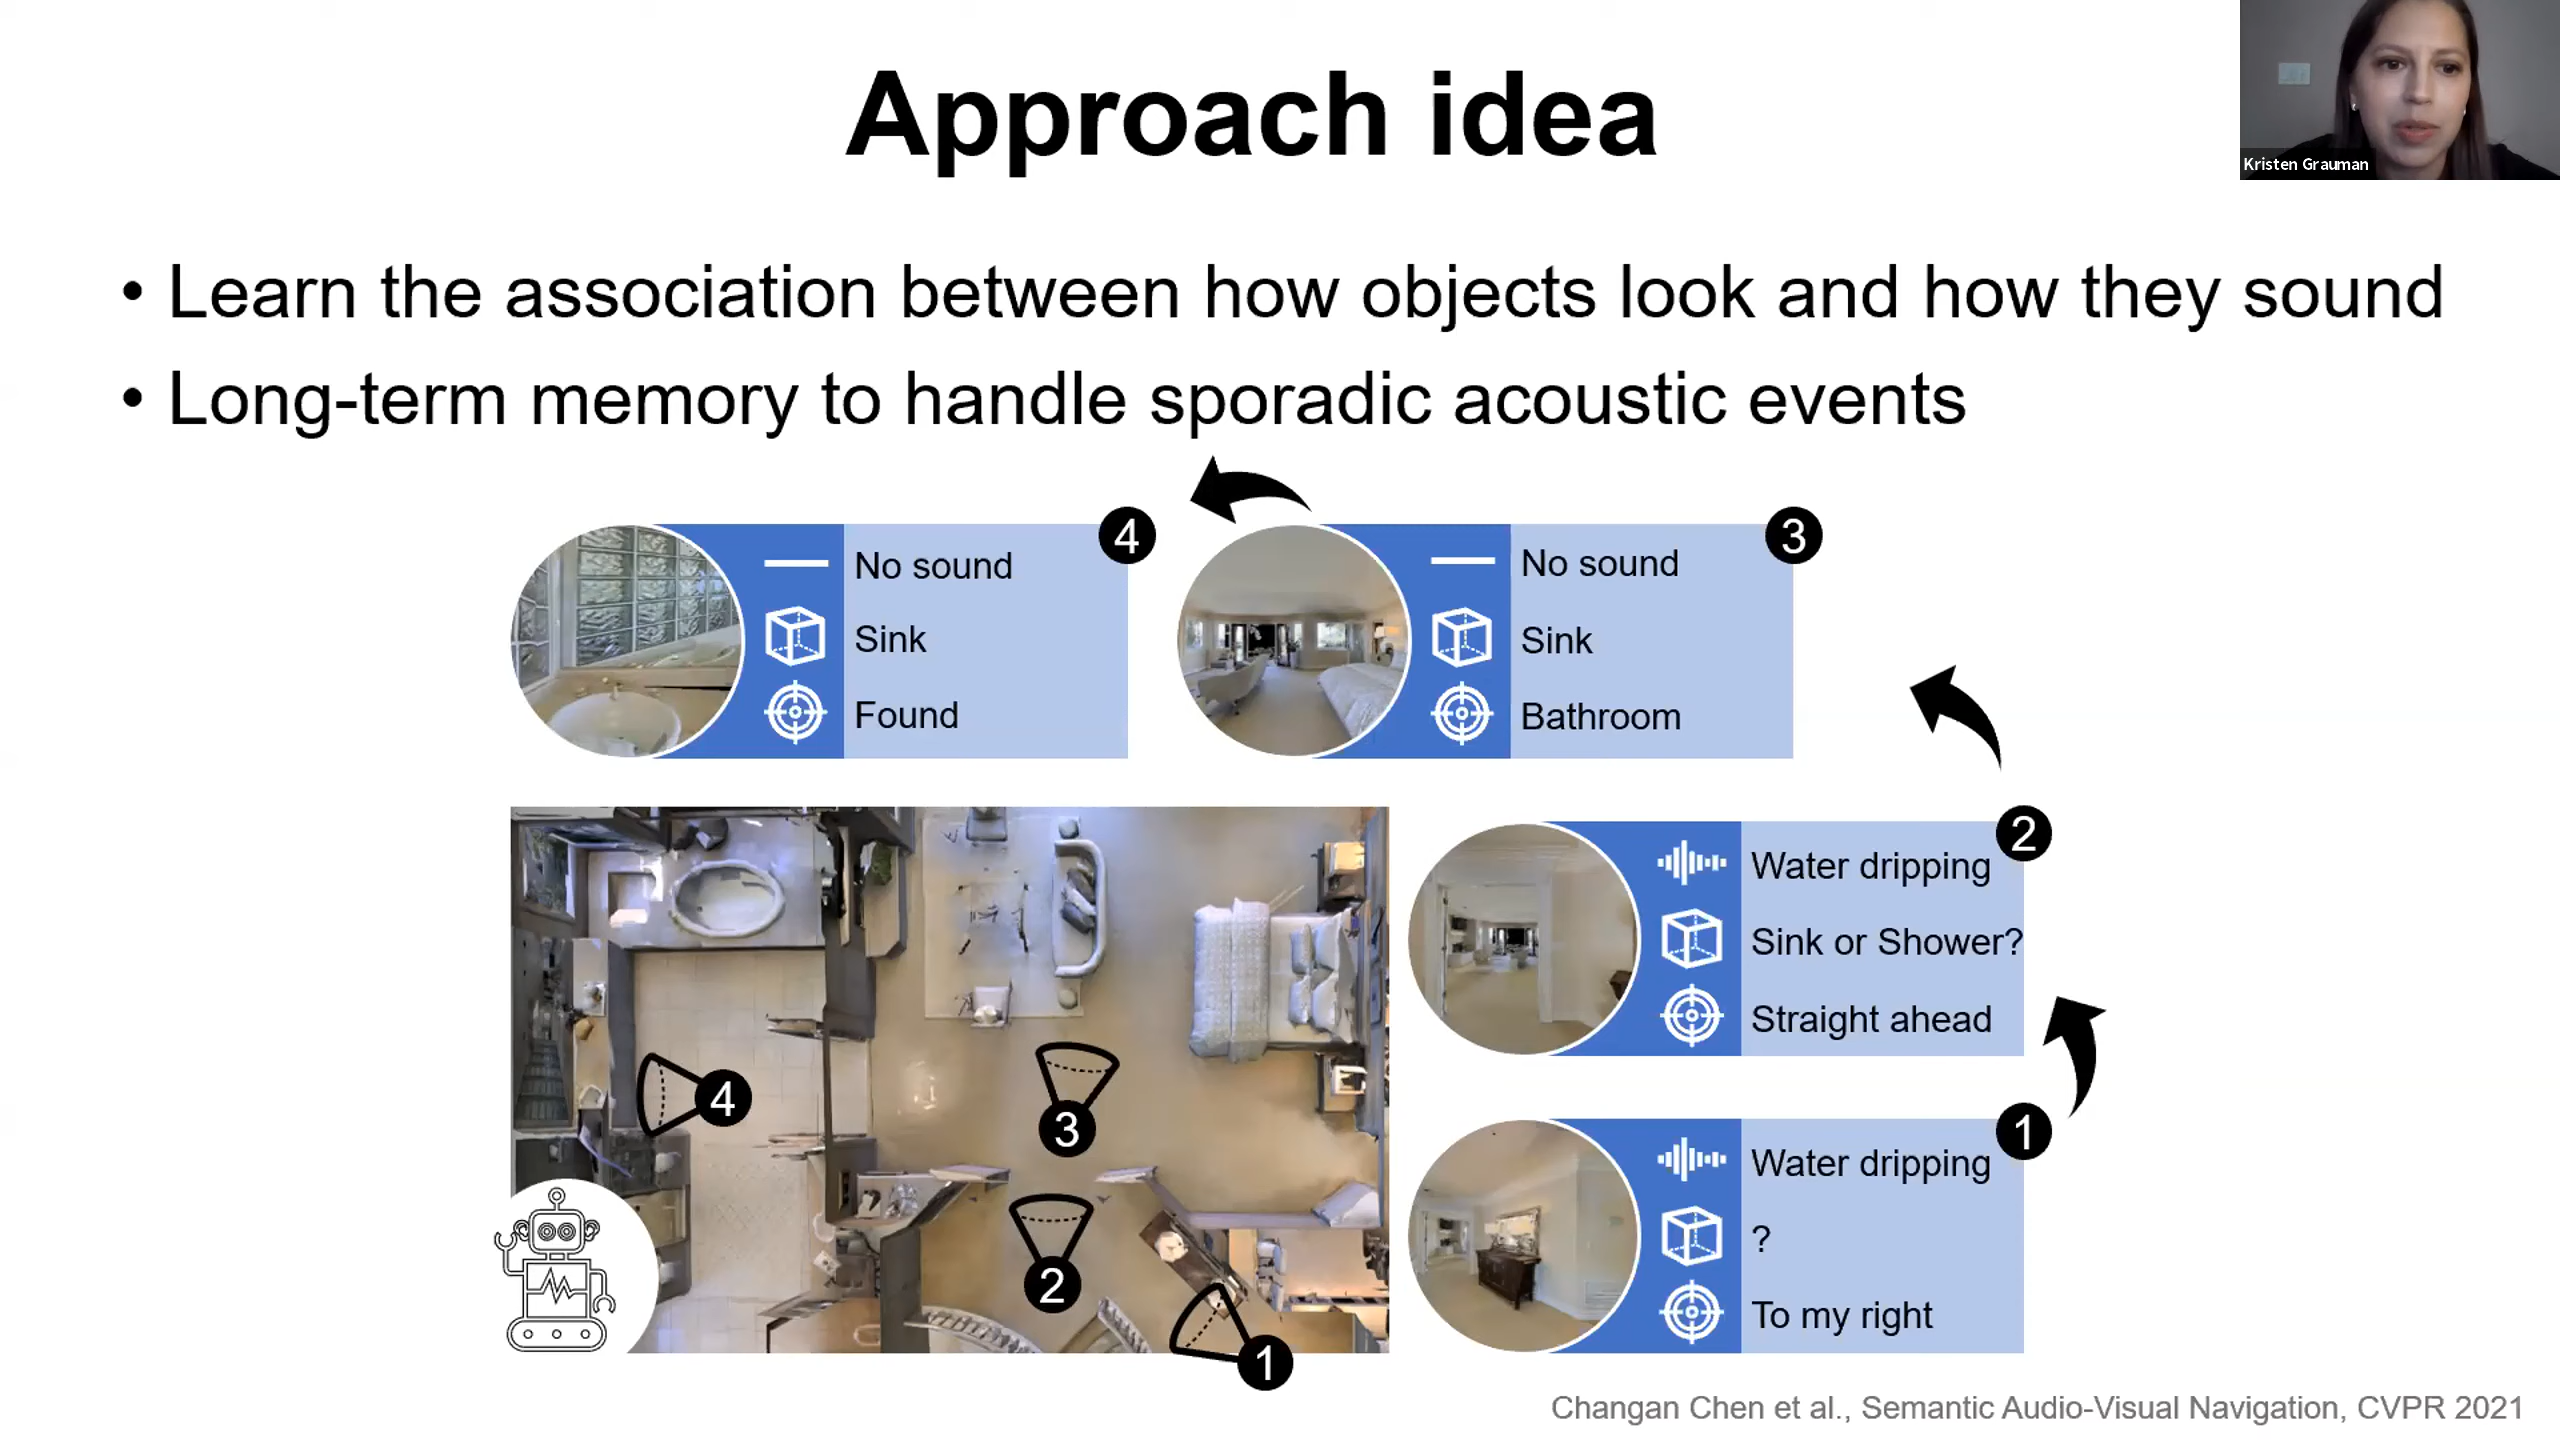 Approach idea
Kristen Grauman
• Learn the association between how objects look and how they sound
• Long-term memory to handle sporadic acoustic events
4
No sound
Sink
Found
3
No sound
Sink
Bathroom
2
Water dripping
Sink or Shower?
Straight ahead
1
Water dripping
?
To my right
4
3
2
1
Changan Chen et al., Semantic Audio-Visual Navigation, CVPR 2021